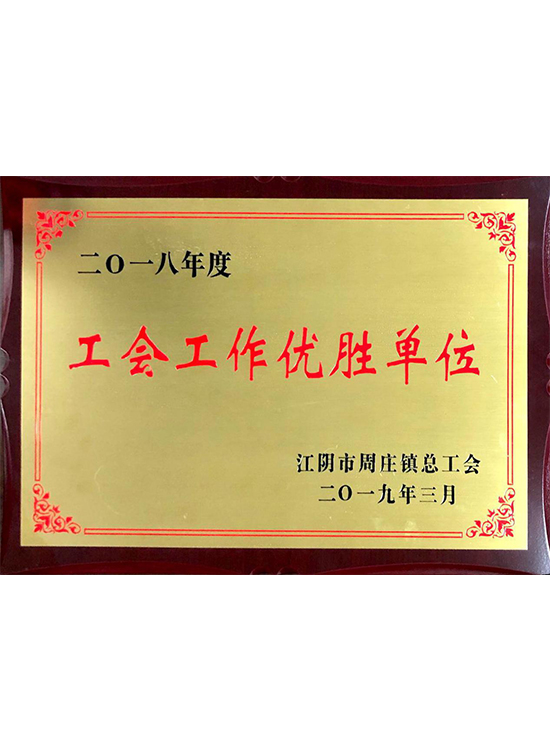 二〇一八年度
工会工作优胜单位
江阴市周庄镇总工会
二〇一九年三月